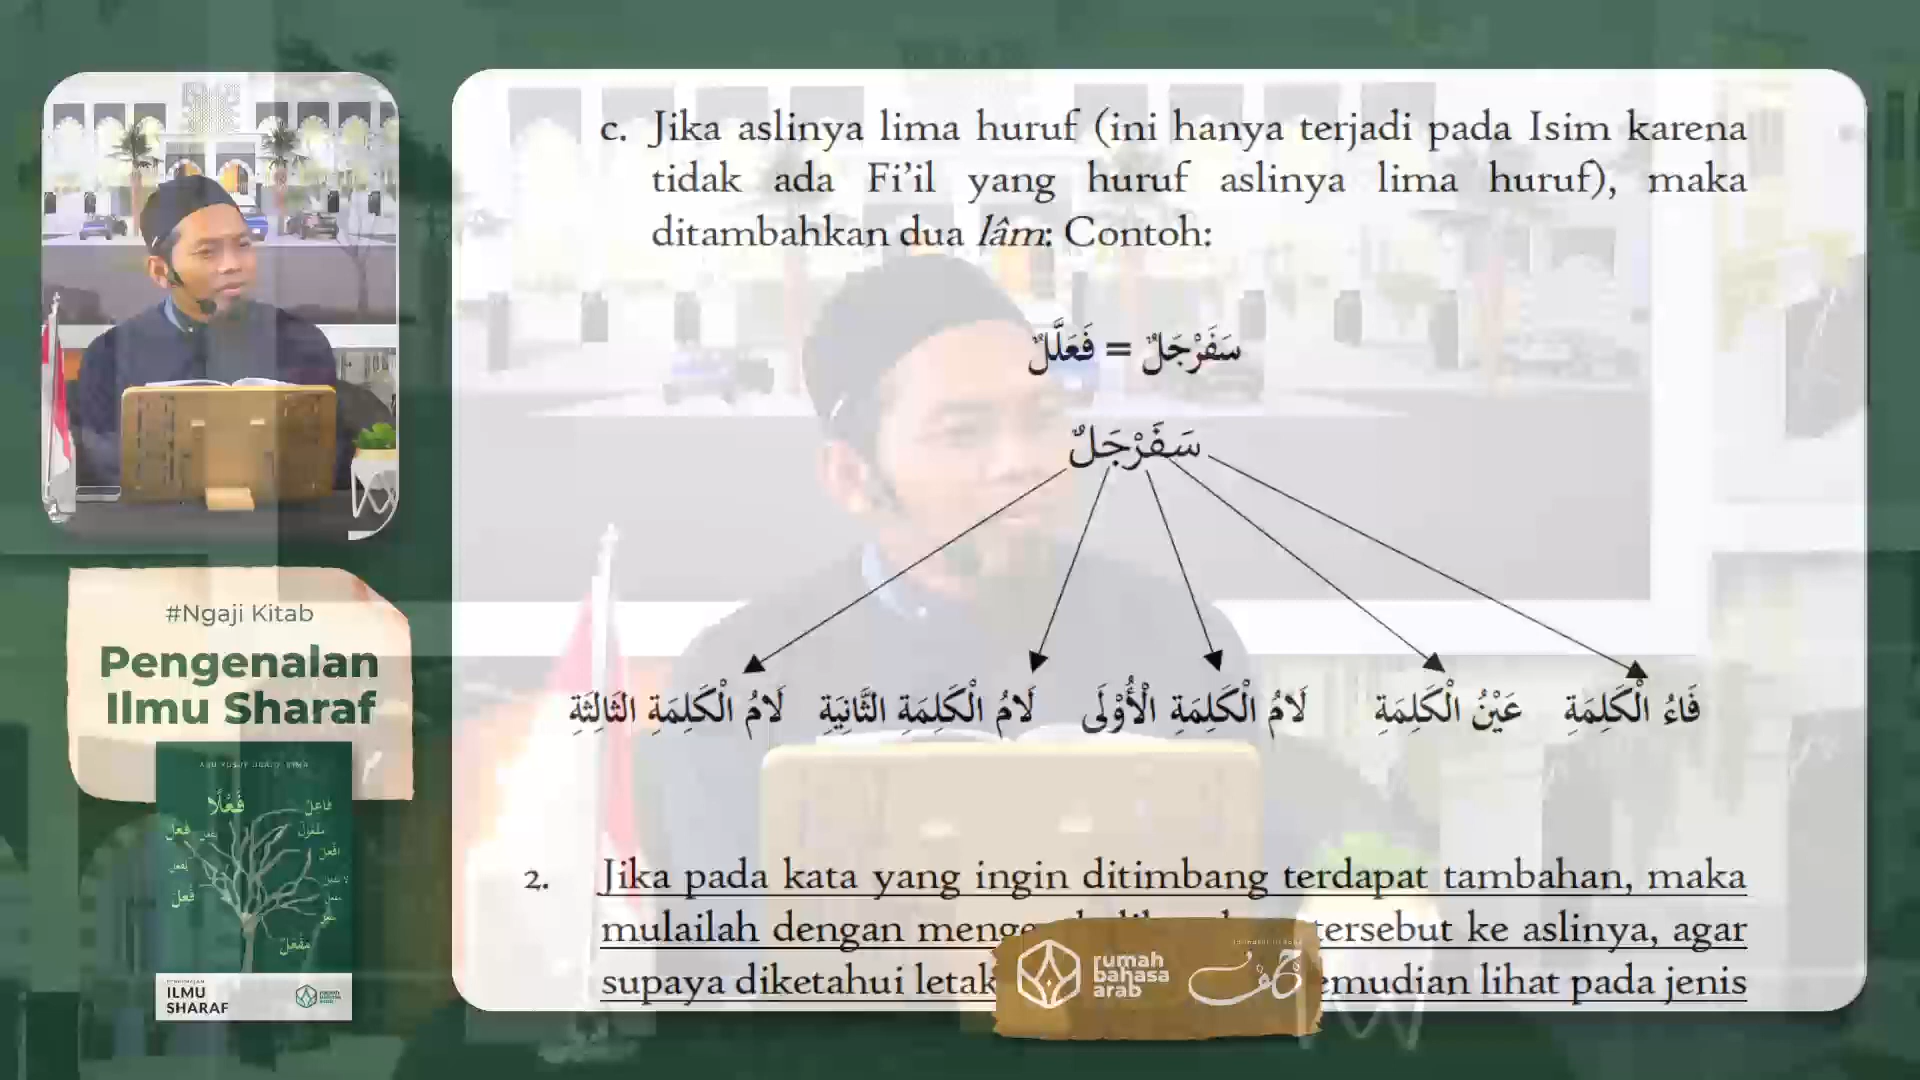 c. Jika aslinya lima huruf (ini hanya terjadi pada Isim karena
tidak ada Fi'il yang huruf aslinya lima huruf), maka
ditambahkan dua lâm: Contoh:
سَفَرْجَلٌ = فَعَلَّلٌ
سَفَرْجَلٌ
فَاءُ الْكَلِمَةِ عَيْنُ الْكَلِمَةِ لَامُ الْكَلِمَةِ الْأُوْلَى لَامُ الْكَلِمَةِ الثَّانِيَةِ لَامُ الْكَلِمَةِ الثَالِثَةِ
2. Jika pada kata yang ingin ditimbang terdapat tambahan, maka
mulailah dengan tersebut ke aslinya, agar
supaya diketahui lihat pada jenis
#Ngaji Kitab
Pengenalan
Ilmu Sharaf
ILMU
SHARAF
rumah
bahasa
arab